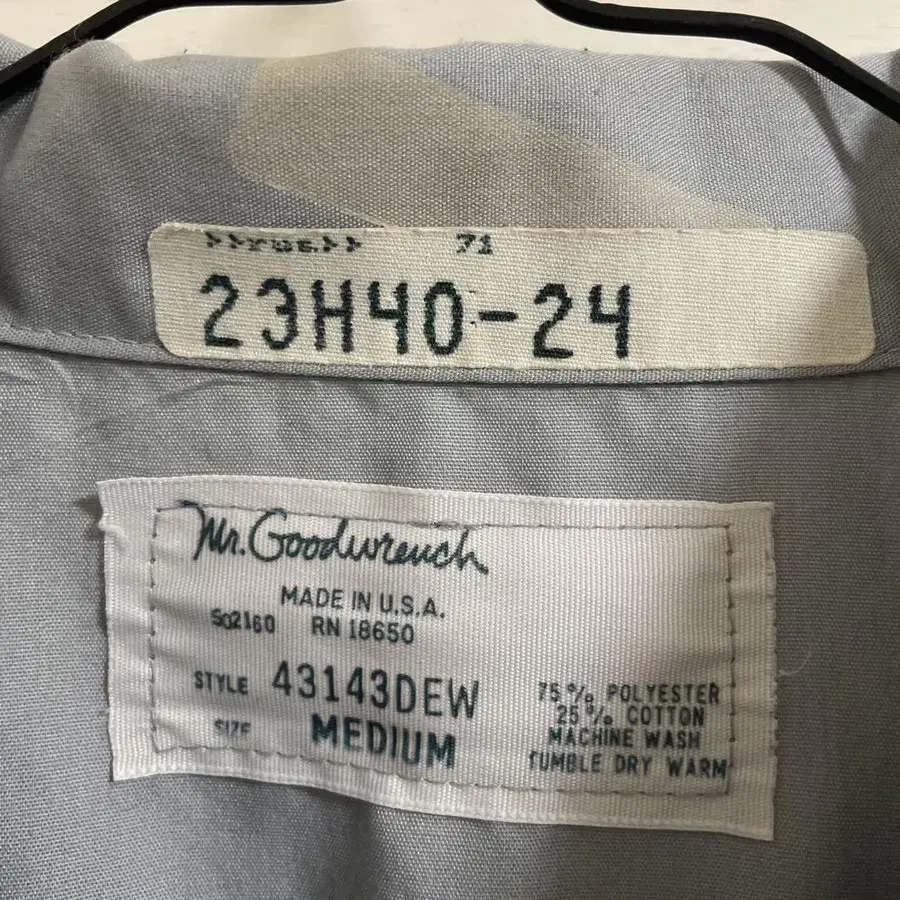 71
23H40-24
Mr. Goodwrench
MADE IN U.S.A.
SO2160 RN 18650
STYLE 43143DEW
SIZE MEDIUM
75% POLYESTER
25% COTTON
MACHINE WASH
TUMBLE DRY WARM